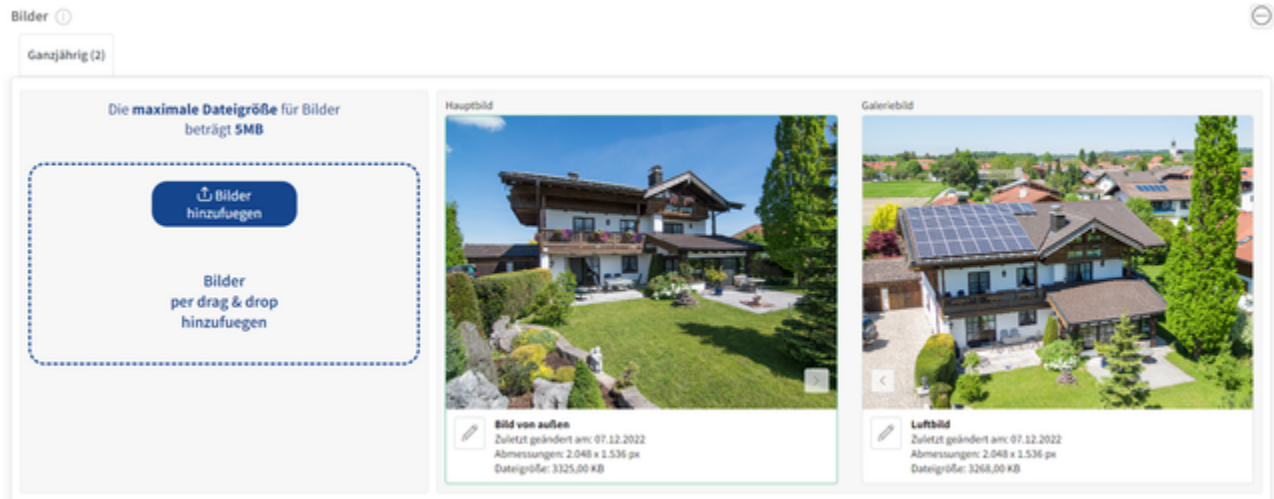 Bilder
Ganzjährig (2)
Die maximale Dateigröße für Bilder
beträgt 5MB
Bilder
hinzufuegen
Bilder
per drag & drop
hinzufuegen
Hauptbild
Bild von außen
Zuletzt geändert am: 07.12.2022
Abmessungen: 2.048 x 1.536 px
Dateigröße: 3325,00 KB
Galeriebild
Luftbild
Zuletzt geändert am: 07.12.2022
Abmessungen: 2.048 x 1.536 px
Dateigröße: 3268,00 KB